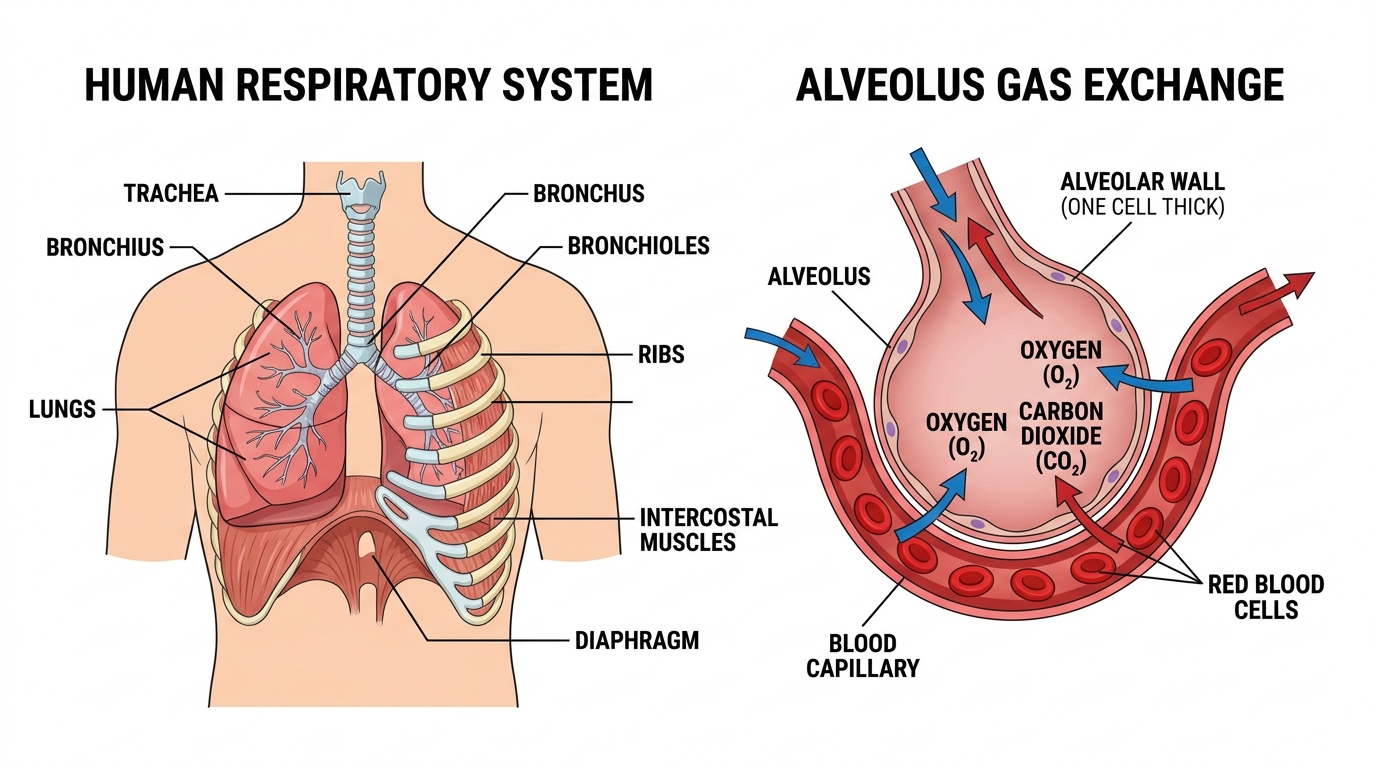 HUMAN RESPIRATORY SYSTEM
TRACHEA
BRONCHIUS
LUNGS
BRONCHUS
BRONCHIOLES
RIBS
INTERCOSTAL
MUSCLES
DIAPHRAGM
ALVEOLUS GAS EXCHANGE
ALVEOLAR WALL
(ONE CELL THICK)
ALVEOLUS
OXYGEN
(O₂)
OXYGEN
(O₂)
CARBON
DIOXIDE
(CO₂)
RED BLOOD
CELLS
BLOOD
CAPILLARY